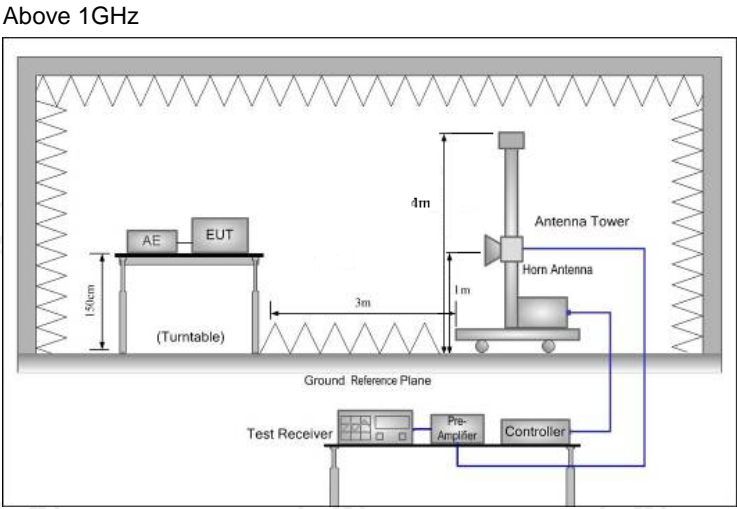 Above 1GHz
4m
Antenna Tower
AE
EUT
Horn Antenna
150cm
1m
3m
(Turntable)
Ground Reference Plane
Test Receiver
Pre-
Amplifier
Controller